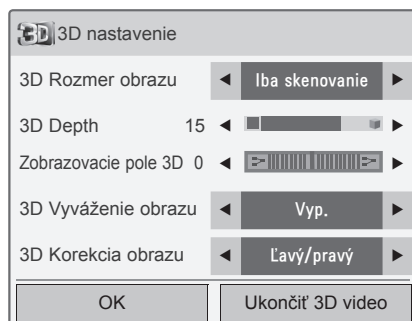 3D 3D nastavenie
3D Rozmer obrazu Iba skenovanie
3D Depth 15
Zobrazovacie pole 3D 0
3D Vyváženie obrazu Vyp.
3D Korekcia obrazu Ľavý/pravý
OK Ukončiť 3D video